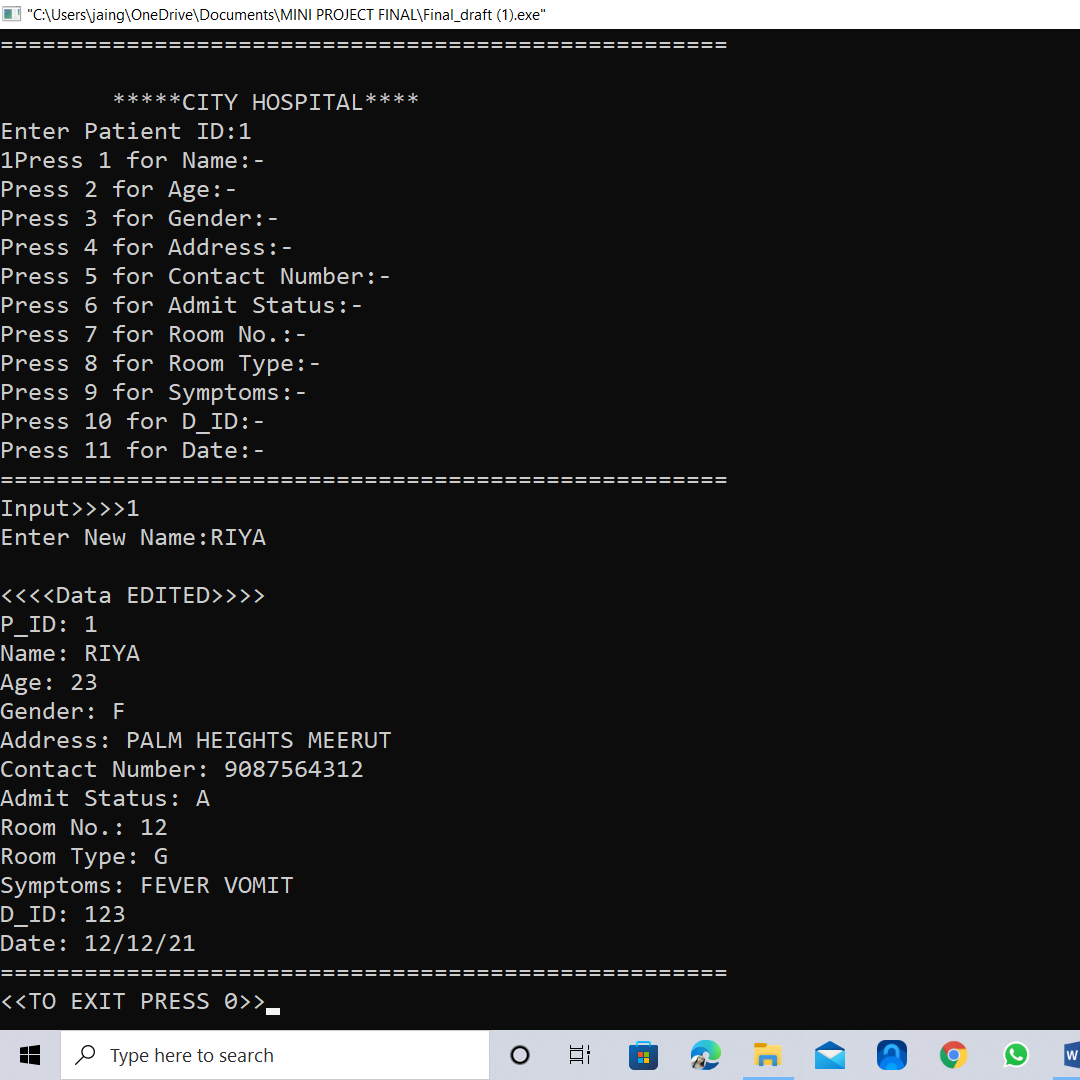 "C:\Users\jaing\OneDrive\Documents\MINI PROJECT FINAL\Final_draft (1).exe"
====================================================
*****CITY HOSPITAL****
Enter Patient ID:1
1Press 1 for Name:-
Press 2 for Age:-
Press 3 for Gender:-
Press 4 for Address:-
Press 5 for Contact Number:-
Press 6 for Admit Status:-
Press 7 for Room No.:-
Press 8 for Room Type:-
Press 9 for Symptoms:-
Press 10 for D_ID:-
Press 11 for Date:-
====================================================
Input>>>>1
Enter New Name:RIYA
<<<<Data EDITED>>>>
P_ID: 1
Name: RIYA
Age: 23
Gender: F
Address: PALM HEIGHTS MEERUT
Contact Number: 9087564312
Admit Status: A
Room No.: 12
Room Type: G
Symptoms: FEVER VOMIT
D_ID: 123
Date: 12/12/21
====================================================
<<TO EXIT PRESS 0>>
Type here to search
W